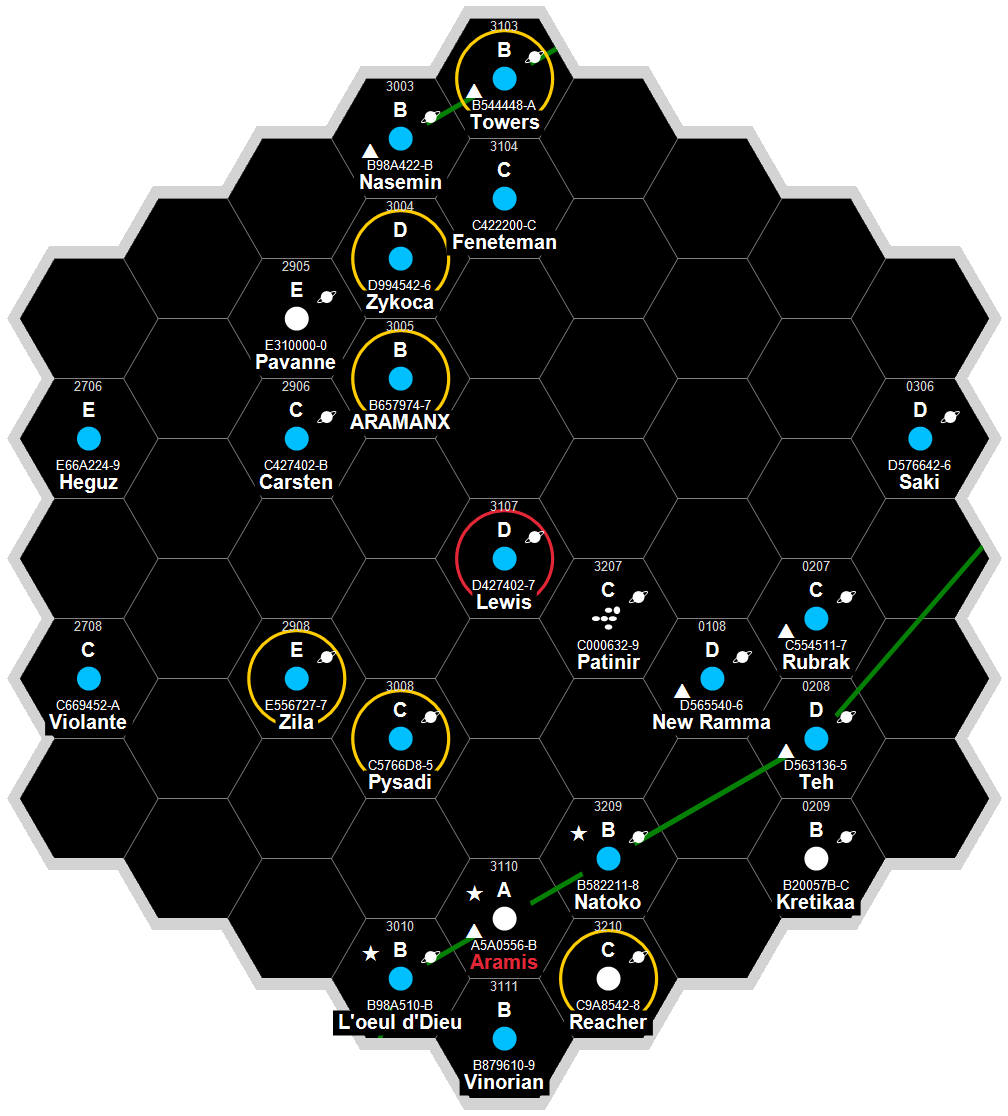 3103
B
B544448-A
Towers
3003
B
B98A422-B
Nasemin
3104
C
C422200-C
Feneteman
3004
D
D994542-6
Zykoca
2905
E
E310000-0
Pavanne
3005
B
B657974-7
ARAMANX
2706
E
E66A224-9
Heguz
2906
C
C427402-B
Carsten
0306
D
D576642-6
Saki
3107
D
D427402-7
Lewis
3207
C
C000632-9
Patinir
0207
C
C554511-7
Rubrak
2708
C
C669452-A
Violante
2908
E
E556727-7
Zila
0108
D
D565540-6
New Ramma
3008
C
C5766D8-5
Pysadi
0208
D
D563136-5
Teh
3209
B
B582211-8
Natoko
0209
B
B20057B-C
Kretikaa
3110
A
A5A0556-B
Aramis
3010
B
B98A510-B
L'oeul d'Dieu
3210
C
C9A8542-8
Reacher
3111
B
B879610-9
Vinorian